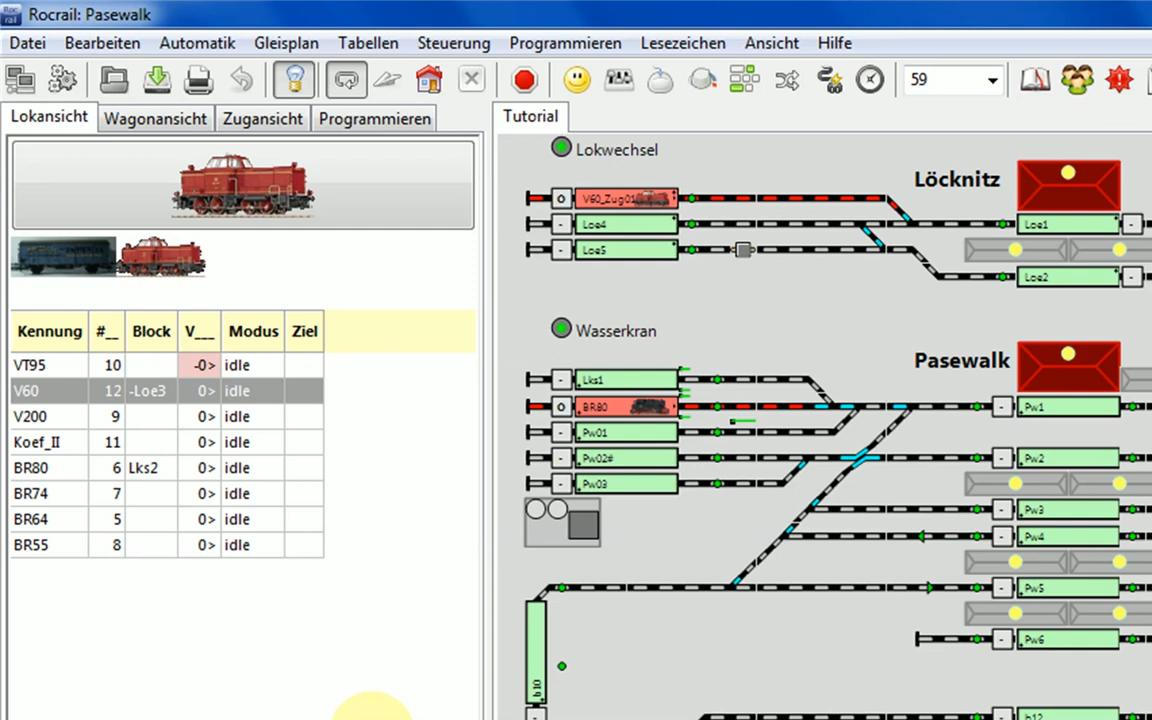 Roc rail
Rocrail: Pasewalk
Datei Bearbeiten Automatik Gleisplan Tabellen Steuerung Programmieren Lesezeichen Ansicht Hilfe
59
Lokansicht Wagonansicht Zugansicht Programmieren
Tutorial
Kennung #__ Block V___ Modus Ziel
VT95 10 -0> idle
V60 12 -Loe3 0> idle
V200 9 0> idle
Koef_II 11 0> idle
BR80 6 Lks2 0> idle
BR74 7 0> idle
BR64 5 0> idle
BR55 8 0> idle
Lokwechsel
Löcknitz
V60_Zug01
Loe4
Loe1
Loe5
Loe2
Wasserkran
Pasewalk
Lks1
BR80
Pw1
Pw01
Pw02#
Pw2
Pw03
Pw3
Pw4
Pw5
Pw6
b10
b12